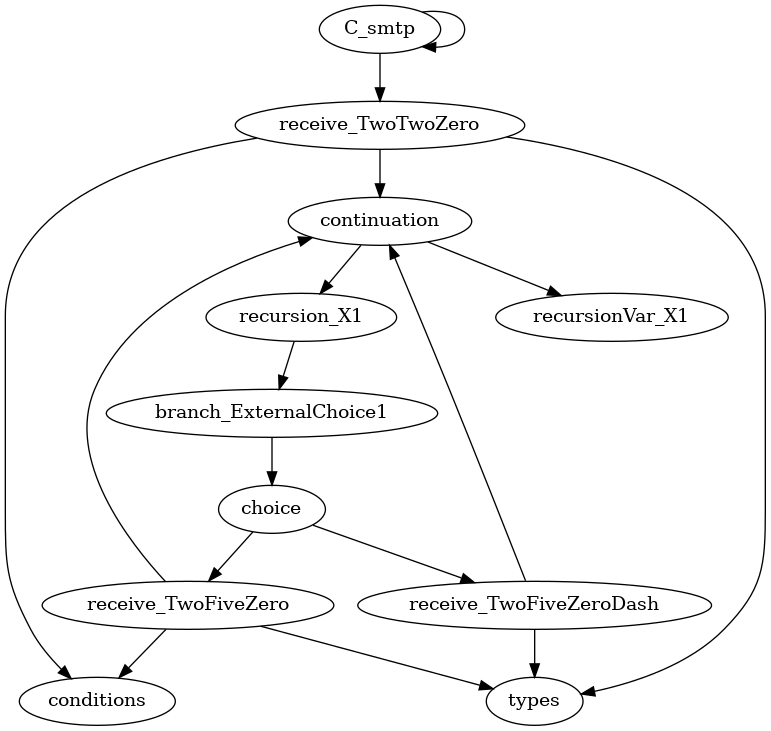 C_smtp
receive_TwoTwoZero
continuation
recursion_X1
recursionVar_X1
branch_ExternalChoice1
choice
receive_TwoFiveZero
receive_TwoFiveZeroDash
conditions
types